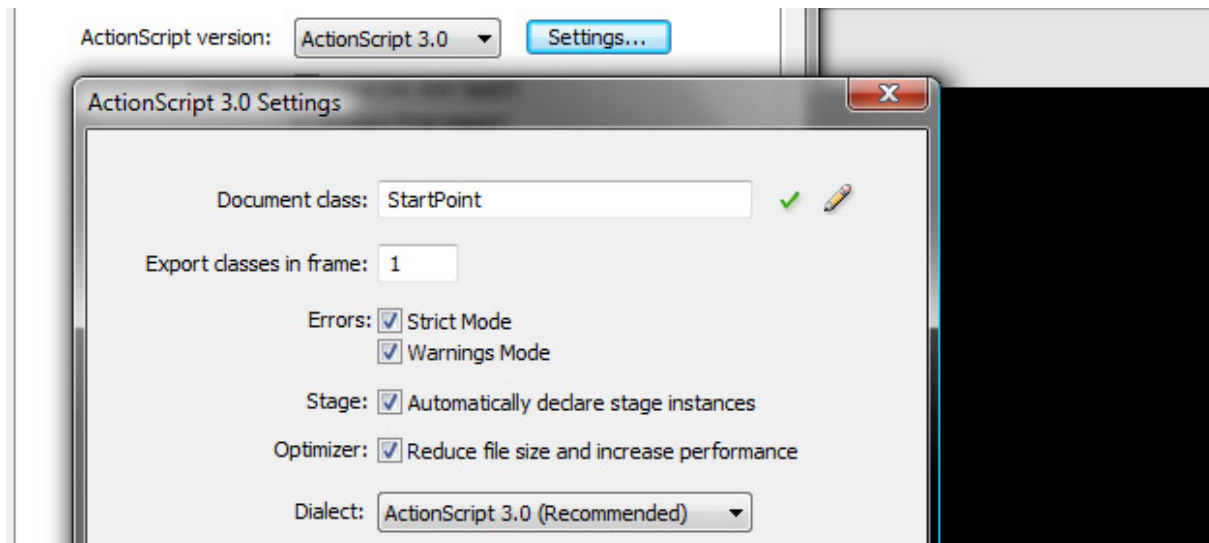 ActionScript version: ActionScript 3.0 Settings...
ActionScript 3.0 Settings
Document class: StartPoint
Export classes in frame: 1
Errors: Strict Mode
Warnings Mode
Stage: Automatically declare stage instances
Optimizer: Reduce file size and increase performance
Dialect: ActionScript 3.0 (Recommended)